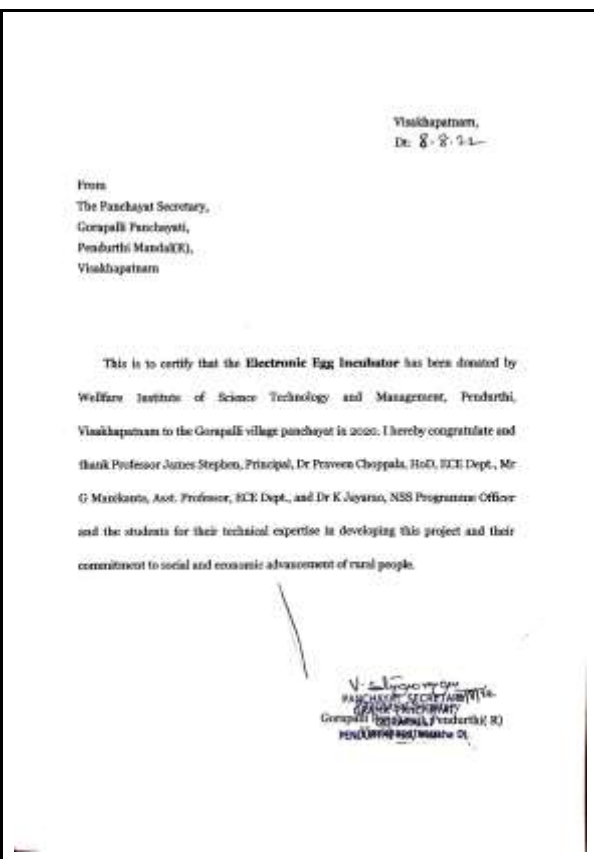 Visakhapatnam,
Dt: 8.8.22
From
The Panchayat Secretary,
Gorapalli Panchayati,
Pendurthi Mandal(R),
Visakhapatnam
This is to certify that the Electronic Egg Incubator has been donated by
Wellfare Institute of Science Technology and Management, Pendurthi,
Visakhapatnam to the Gorapalli village panchayat in 2020. I hereby congratulate and
thank Professor James Stephen, Principal, Dr Praveen Choppala, HoD, ECE Dept., Mr
G Manikanta, Asst. Professor, ECE Dept., and Dr K Jayarao, NSS Programme Officer
and the students for their technical expertise in developing this project and their
commitment to social and economic advancement of rural people.
PANCHAYAT SECRETARY
GRAMA PANCHAYAT
Gorapalli Pendurthi( R)